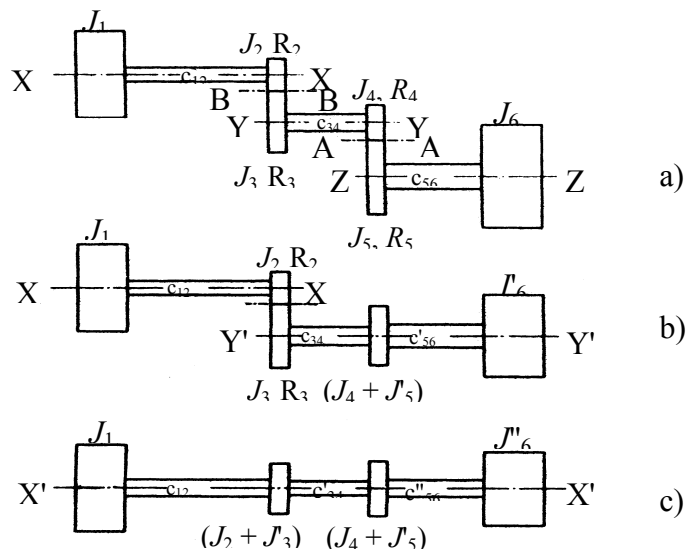 J₁
J₂ R₂
X c₁₂ X
B B J₄, R₄
Y c₃₄ Y J₆
A A
J₃ R₃ Z c₅₆ Z a)
J₅, R₅
J₁
J₂ R₂
X c₁₂ X J'₆
Y' c₃₄ c'₅₆ Y' b)
J₃ R₃ (J₄ + J'₅)
J₁ J''₆
X' c₁₂ c'₃₄ c''₅₆ X' c)
(J₂ + J'₃) (J₄ + J'₅)